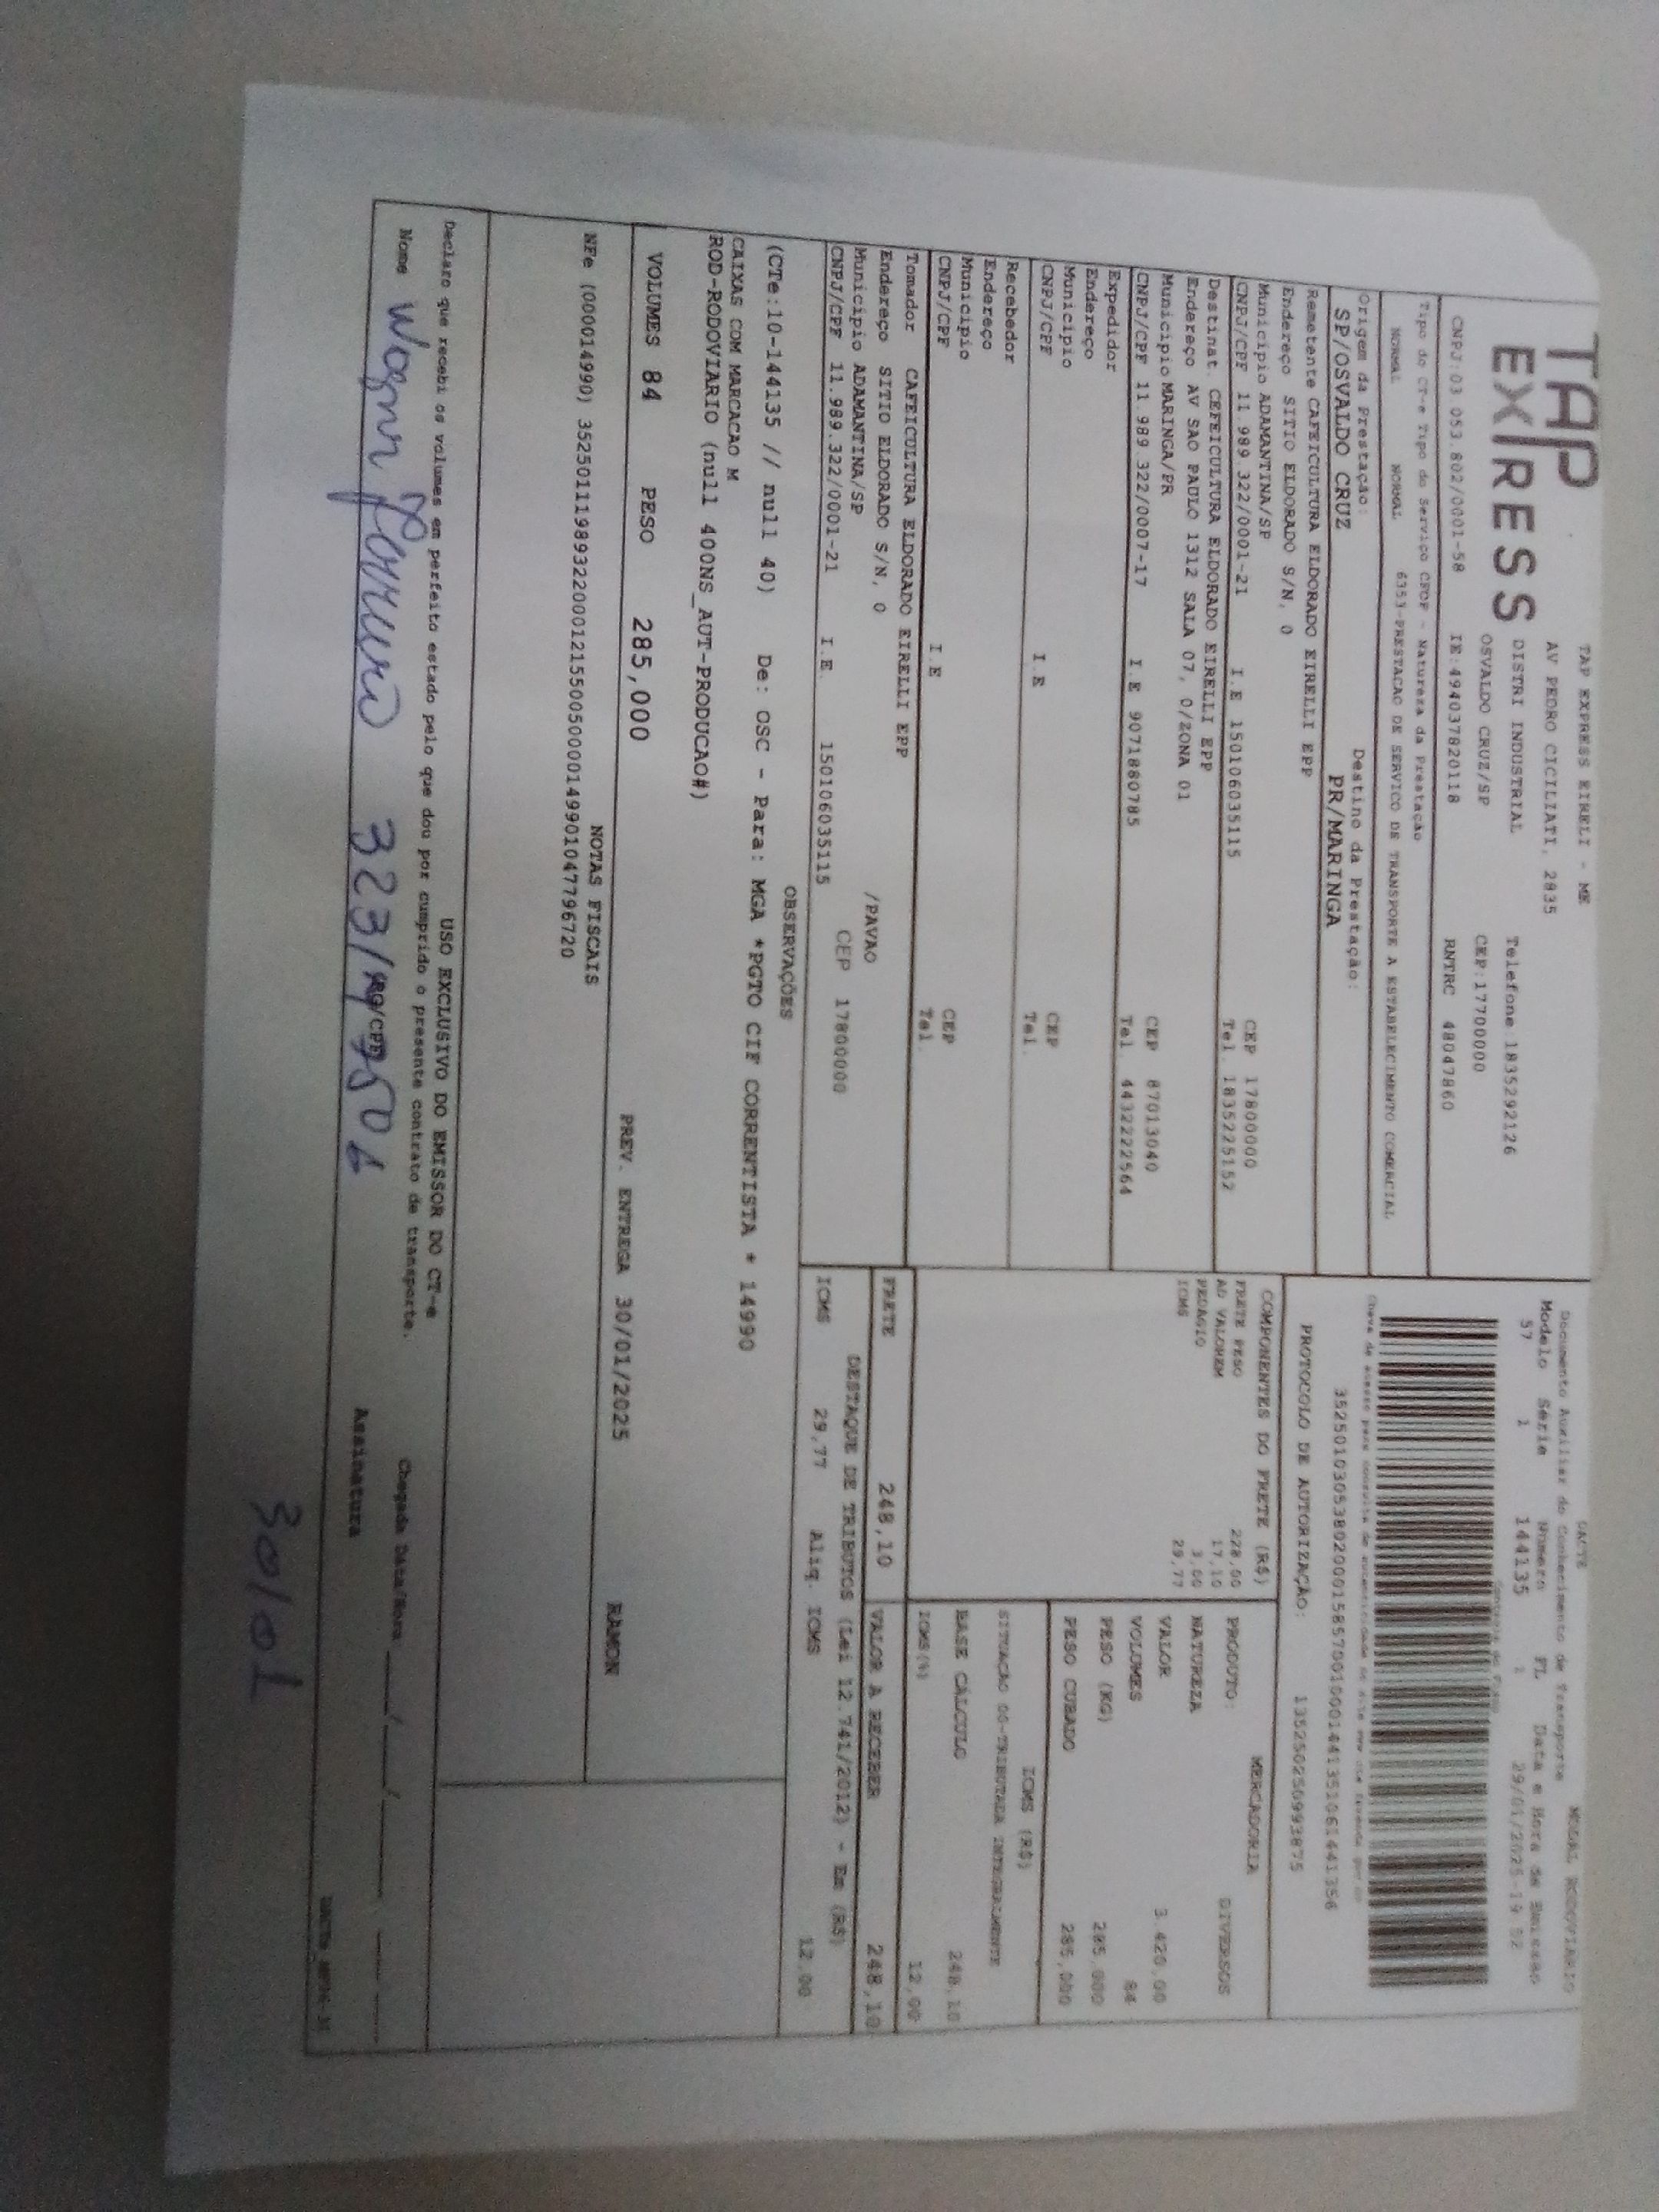 TAP
EXPRESS
TAP EXPRESS EIRELI - ME
AV PEDRO CICILIATI, 2835
DISTRI INDUSTRIAL Telefone 1835292126
OSVALDO CRUZ/SP CEP:17700000
CNPJ:03 053.802/0001-58 IE:494037820118 RNTRC 48047860
Tipo do CT-e Tipo do Serviço CFOP - Natureza da Prestação
NORMAL NORMAL 6353-PRESTACAO DE SERVICO DE TRANSPORTE A ESTABELECIMENTO COMERCIAL
Origem da Prestação: Destino da Prestação:
SP/OSVALDO CRUZ PR/MARINGA
DACTE MODAL RODOVIARIO
Documento Auxiliar do Conhecimento de Transporte
Modelo Série Número FL Data e Hora de Emissão
57 1 144135 1 29/01/2025-19 52
Controle do Fisco
35250103053802000158570010001441351061441356
PROTOCOLO DE AUTORIZAÇÃO: 135250250993875
Remetente CAFEICULTURA ELDORADO EIRELLI EPP
Endereço SITIO ELDORADO S/N, 0
Municipio ADAMANTINA/SP CEP 17800000
CNPJ/CPF 11 989 322/0001-21 I.E 150106035115 Tel 1835225152
Destinat. CEFEICULTURA ELDORADO EIRELLI EPP
Endereço AV SAO PAULO 1312 SALA 07, 0/ZONA 01
Municipio MARINGA/PR CEP 87013040
CNPJ/CPF 11.989.322/0007-17 I.E 9071880785 Tel. 4432222564
Expedidor
Endereço
Municipio CEP
CNPJ/CPF I.E Tel.
Recebedor
Endereço
Municipio CEP
CNPJ/CPF I.E Tel.
Tomador CAFEICULTURA ELDORADO EIRELLI EPP
Endereço SITIO ELDORADO S/N, 0 /PAVAO
Municipio ADAMANTINA/SP CEP 17800000
CNPJ/CPF 11.989.322/0001-21 I.E. 150106035115
COMPONENTES DO FRETE (R$)
FRETE PESO 228,00
AD VALOREM 17,10
PEDAGIO 3,00
ICMS 29,77
MERCADORIA
PRODUTO: DIVERSOS
NATUREZA
VALOR 3.420,00
VOLUMES 84
PESO (KG) 285.000
PESO CUBADO 285,000
ICMS (R$)
SITUACÃO 00-TRIBUTADA INTEGRALMENTE
BASE CÁLCULO 248,10
ICMS(%) 12,00
FRETE 248,10 VALOR A RECEBER 248,10
DESTAQUE DE TRIBUTOS (Lei 12.741/2012) - Em (R$)
ICMS 29,77 Aliq. ICMS 12.00
OBSERVAÇÕES
(CTe:10-144135 // null 40) De: OSC - Para: MGA *PGTO CIF CORRENTISTA * 14990
CAIXAS COM MARCACAO M
ROD-RODOVIARIO (null 400NS_AUT-PRODUCAO#)
VOLUMES 84 PESO 285,000 PREV. ENTREGA 30/01/2025 RAMON
NOTAS FISCAIS
NFe (000014990) 35250111989322000121550050000149901047796720
USO EXCLUSIVO DO EMISSOR DO CT-e
Declaro que recebi os volumes em perfeito estado pelo que dou por cumprido o presente contrato de transporte.
Nome RG/CPF Chegada Data/Hora ___/___/___
Assinatura
30/01